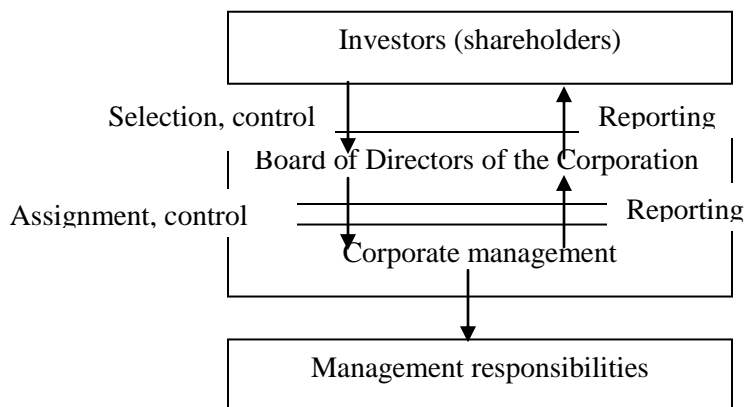 Investors (shareholders)
Selection, control
Reporting
Board of Directors of the Corporation
Assignment, control
Reporting
Corporate management
Management responsibilities